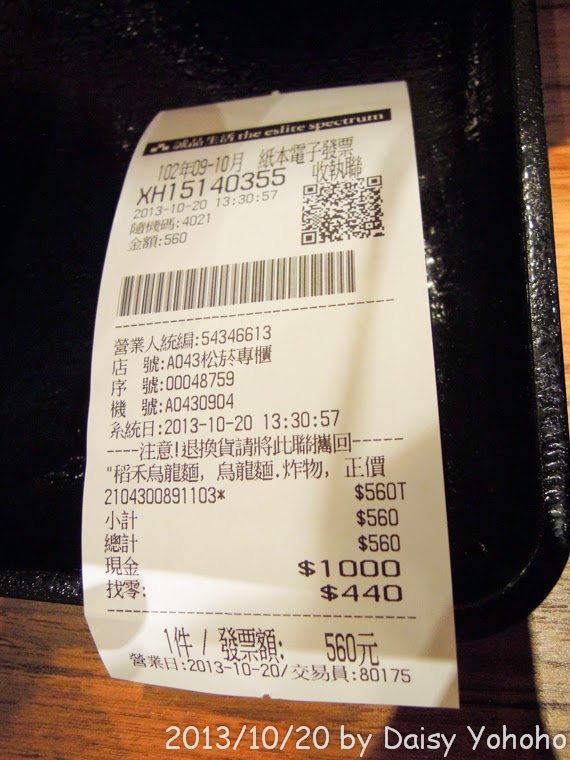 誠品生活 the eslite spectrum
102年09-10月 紙本電子發票
XH15140355 收執聯
2013-10-20 13:30:57
隨機碼:4021
金額:560
營業人統編:54346613
店 號:A043松菸專櫃
序 號:00048759
機 號:A0430904
系統日:2013-10-20 13:30:57
----注意!退換貨請將此聯攜回------
"稻禾烏龍麵, 烏龍麵.炸物, 正價
2104300891103* $560T
小計 $560
總計 $560
現金 $1000
找零: $440
1件 / 發票額: 560元
營業日:2013-10-20/交易員:80175
2013/10/20 by Daisy Yohoho